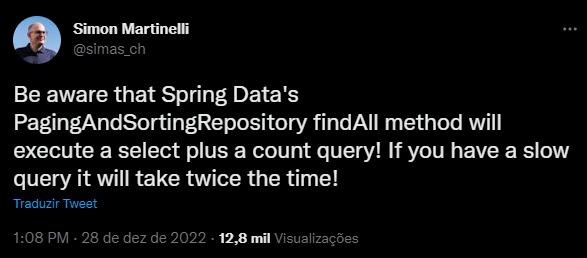 Simon Martinelli
@simas_ch
Be aware that Spring Data's
PagingAndSortingRepository findAll method will
execute a select plus a count query! If you have a slow
query it will take twice the time!
Traduzir Tweet
1:08 PM · 28 de dez de 2022 · 12,8 mil Visualizações